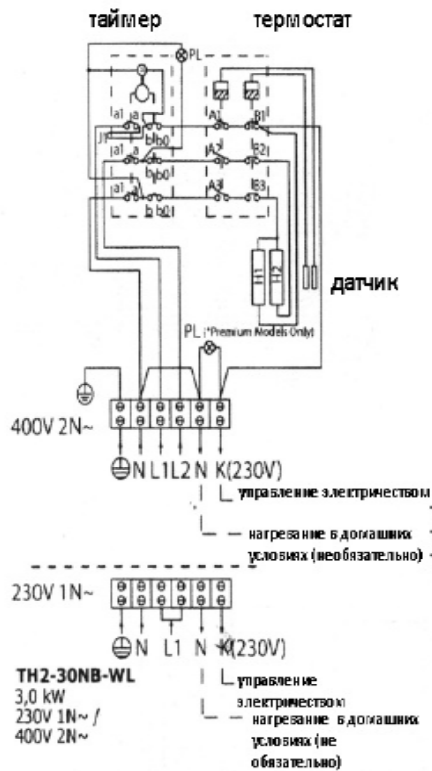 таймер термостат
PL
a1 a A1 B1
J1 b b0
a1 a A2 B2
b b0
a1 a A3 B3
b b0
H1 H2
датчик
PL (*Premium Models Only)
400V 2N~
N L1 L2 N K(230V)
управление электричеством
нагревание в домашних
условиях (необязательно)
230V 1N~
N L1 N K(230V)
TH2-30NB-WL
3,0 kW
230V 1N~ /
400V 2N~
управление
электричеством
нагревание в домашних
условиях (не
обязательно)